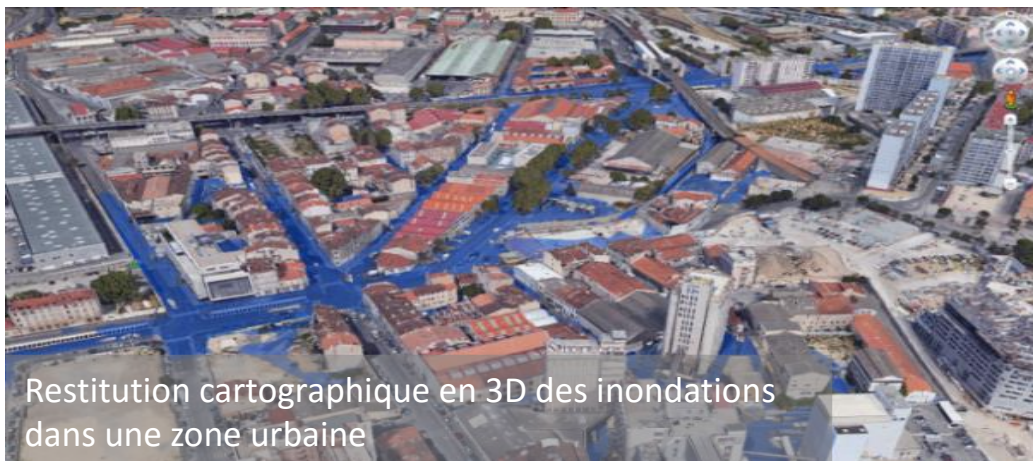 Restitution cartographique en 3D des inondations
dans une zone urbaine